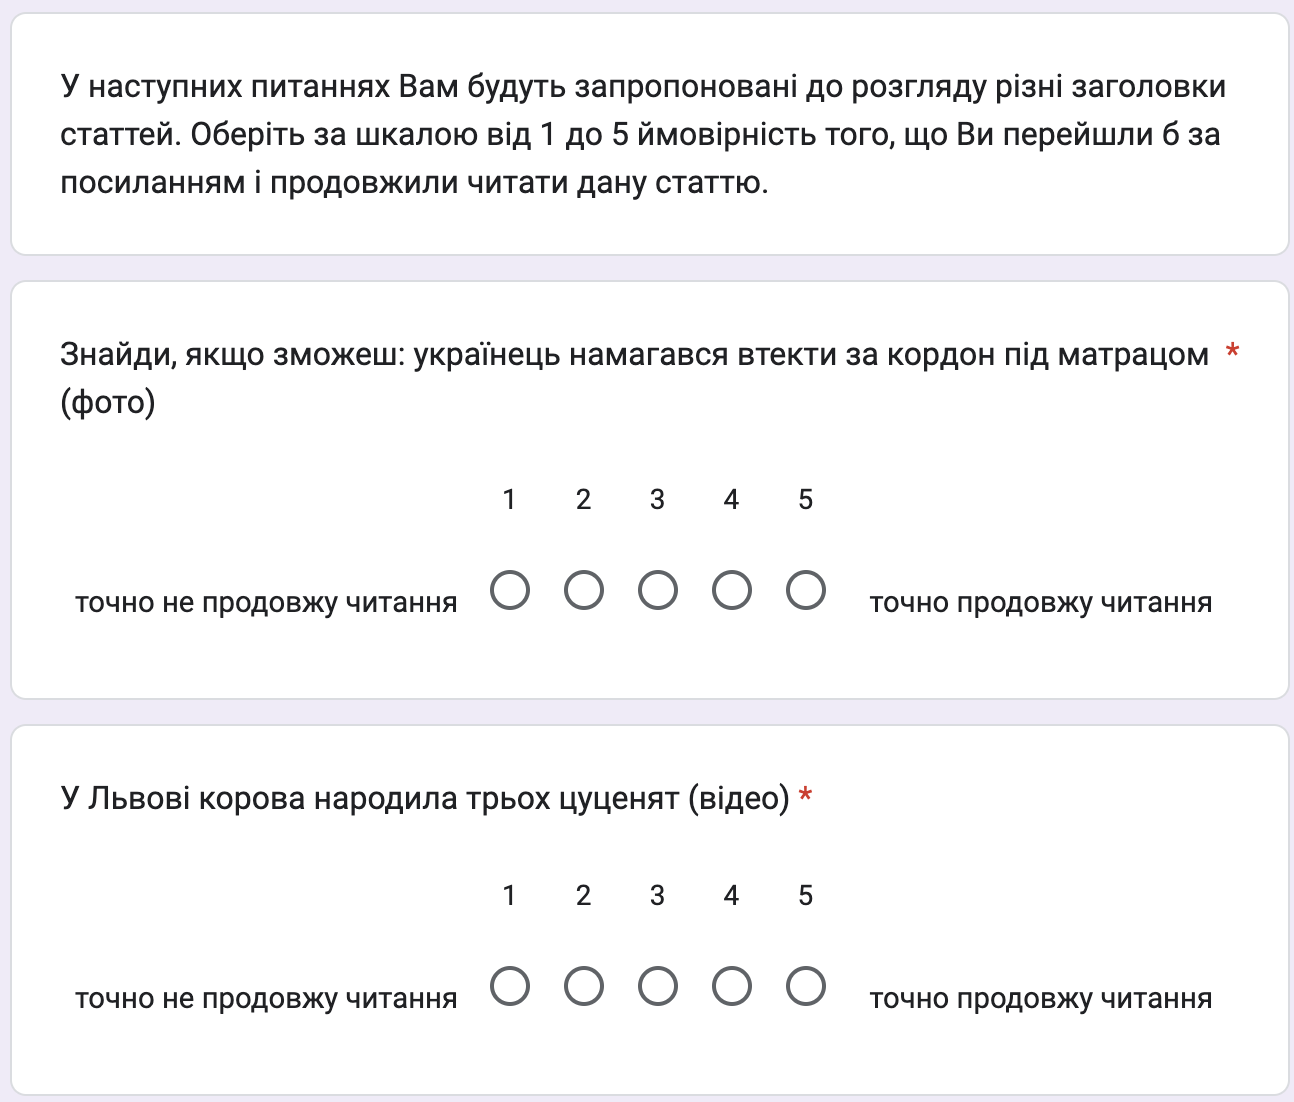 У наступних питаннях Вам будуть запропоновані до розгляду різні заголовки
статтей. Оберіть за шкалою від 1 до 5 ймовірність того, що Ви перейшли б за
посиланням і продовжили читати дану статтю.
Знайди, якщо зможеш: українець намагався втекти за кордон під матрацом *
(фото)
1 2 3 4 5
точно не продовжу читання точно продовжу читання
У Львові корова народила трьох цуценят (відео) *
1 2 3 4 5
точно не продовжу читання точно продовжу читання